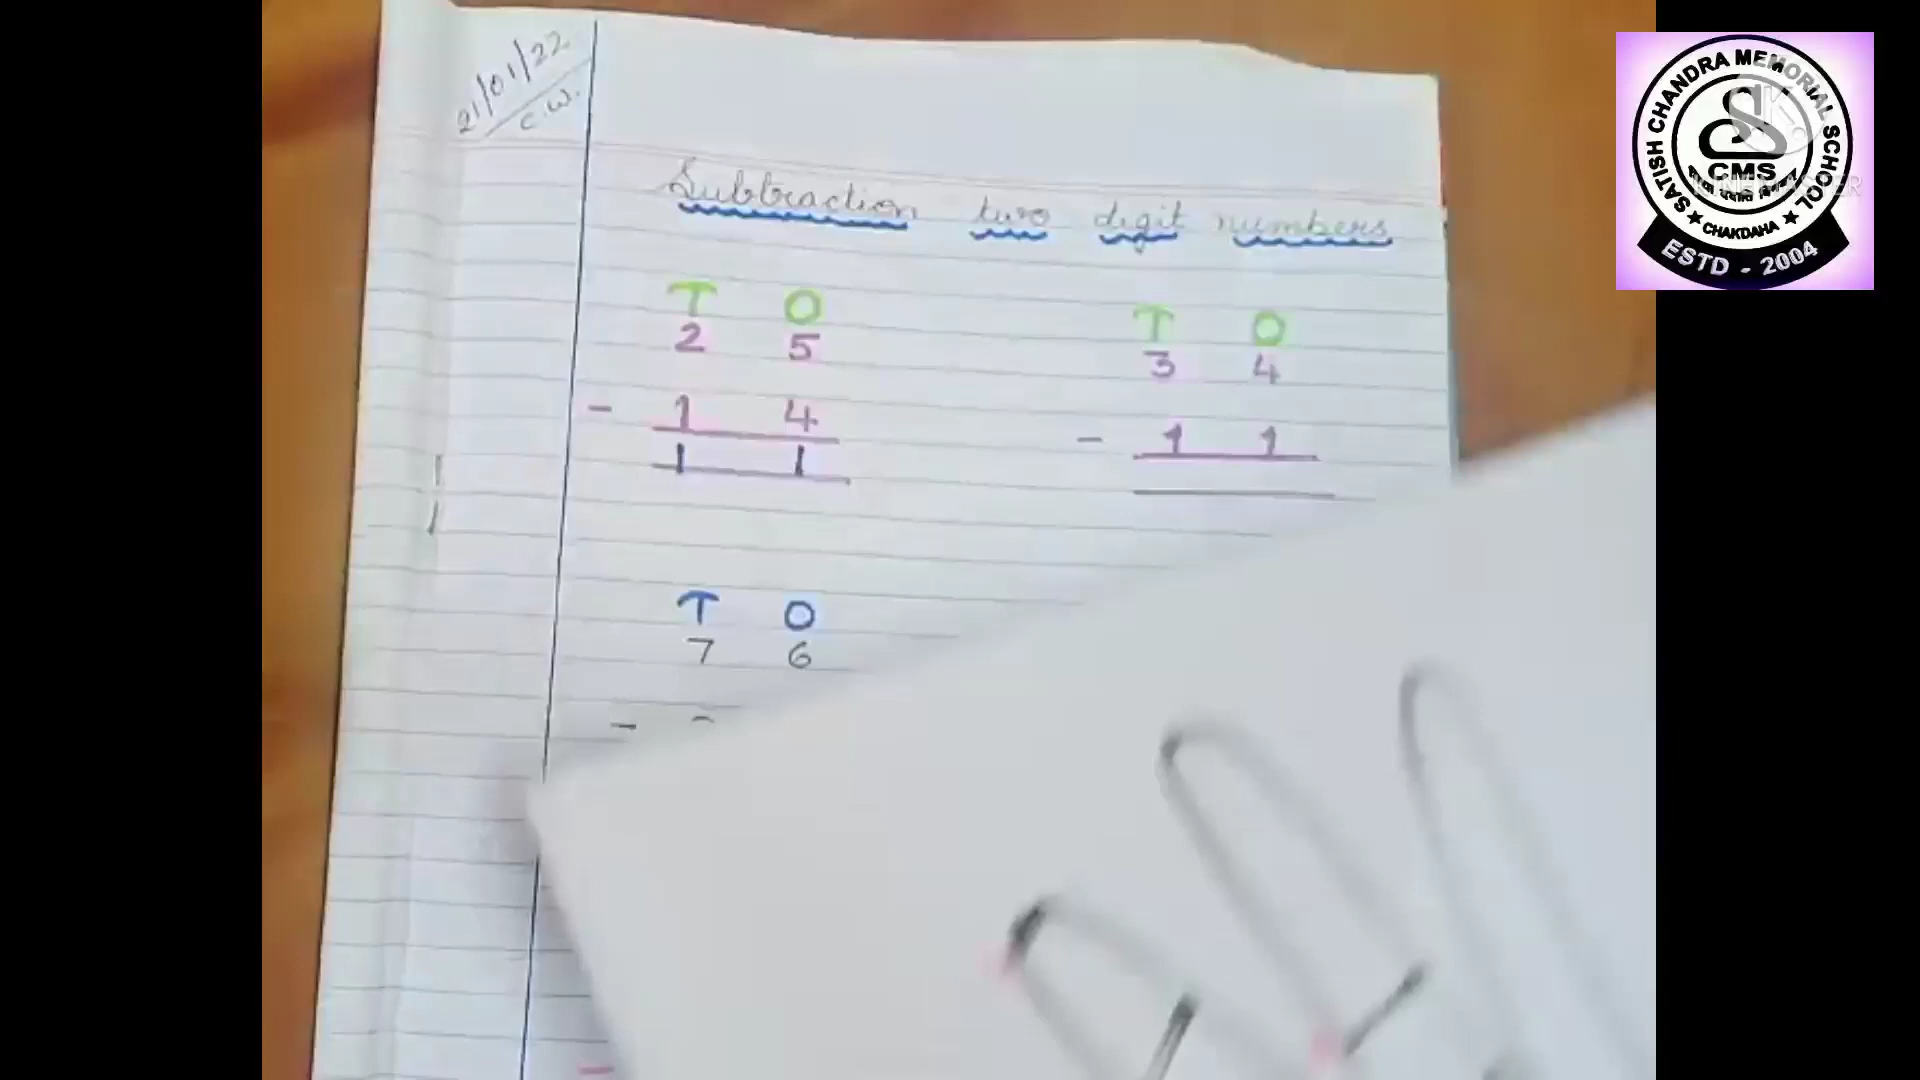 21/01/22
C.W.
Subtraction two digit numbers
T O T O
2 5 3 4
- 1 4 - 1 1
1 1
T O
7 6
-
-
SATISH CHANDRA MEMORIAL SCHOOL
CMS
CHAKDAHA
ESTD - 2004